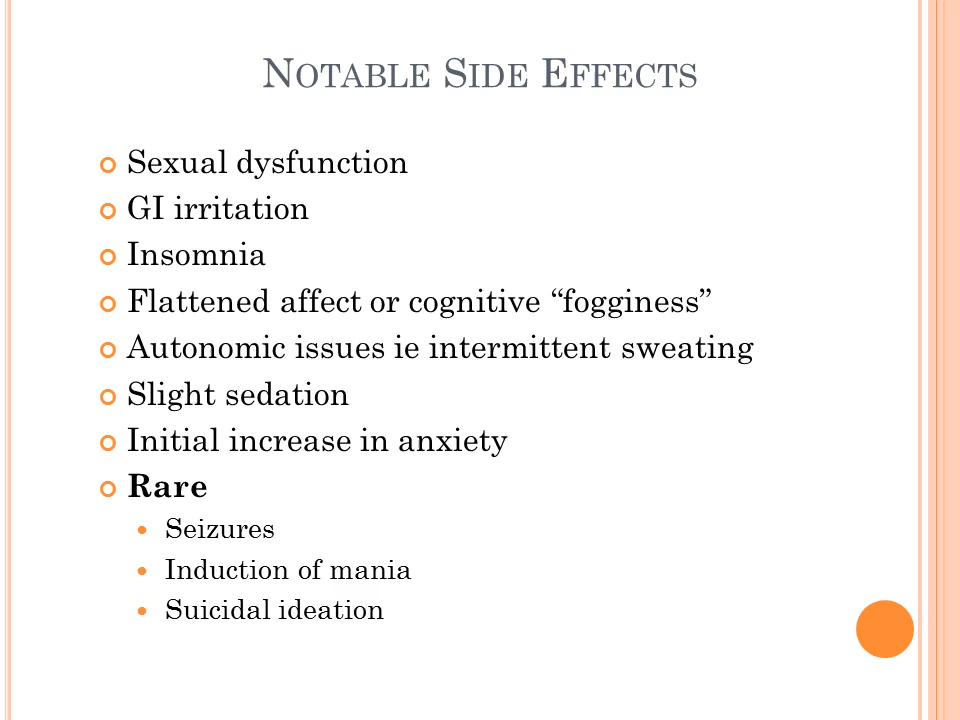 Notable Side Effects
Sexual dysfunction
GI irritation
Insomnia
Flattened affect or cognitive “fogginess”
Autonomic issues ie intermittent sweating
Slight sedation
Initial increase in anxiety
Rare
Seizures
Induction of mania
Suicidal ideation